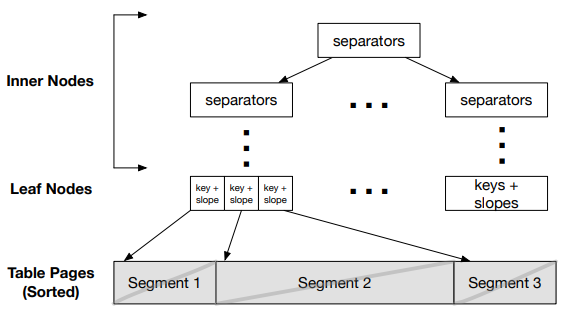 separators
Inner Nodes
separators
separators
Leaf Nodes
key +
slope
key +
slope
key +
slope
keys +
slopes
Table Pages
(Sorted)
Segment 1
Segment 2
Segment 3